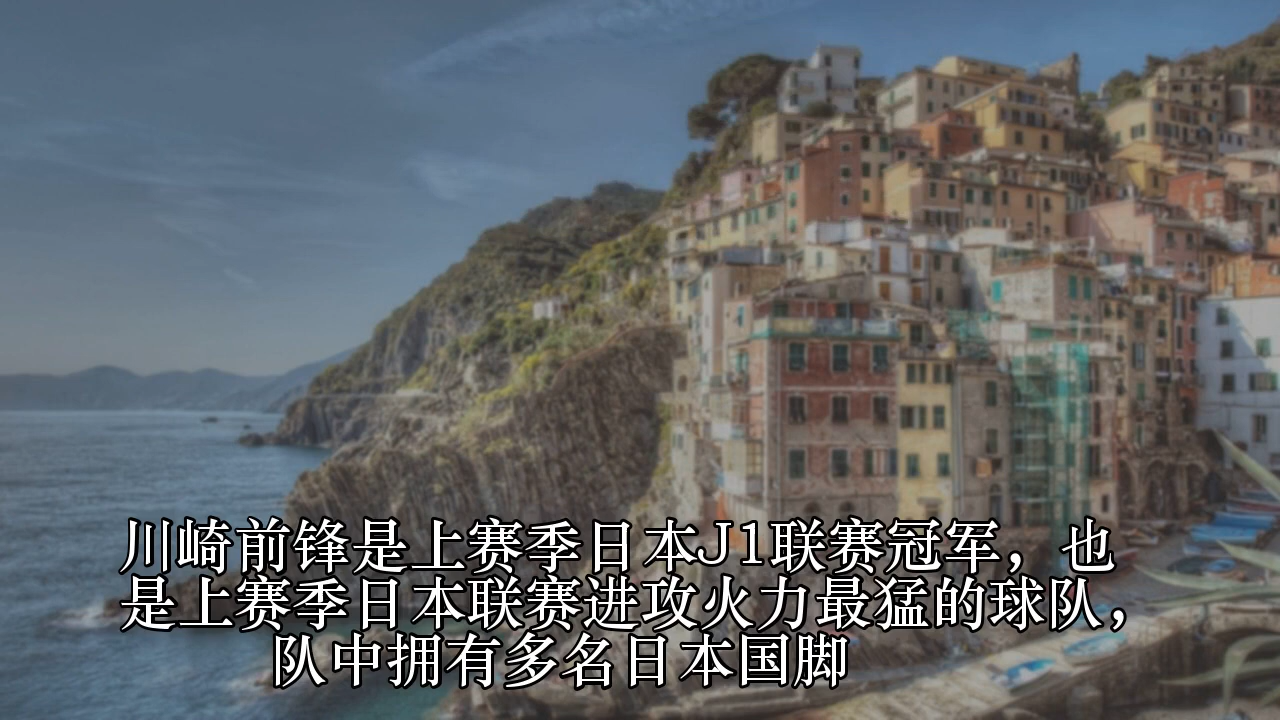 川崎前锋是上赛季日本J1联赛冠军，也
是上赛季日本联赛进攻火力最猛的球队，
队中拥有多名日本国脚